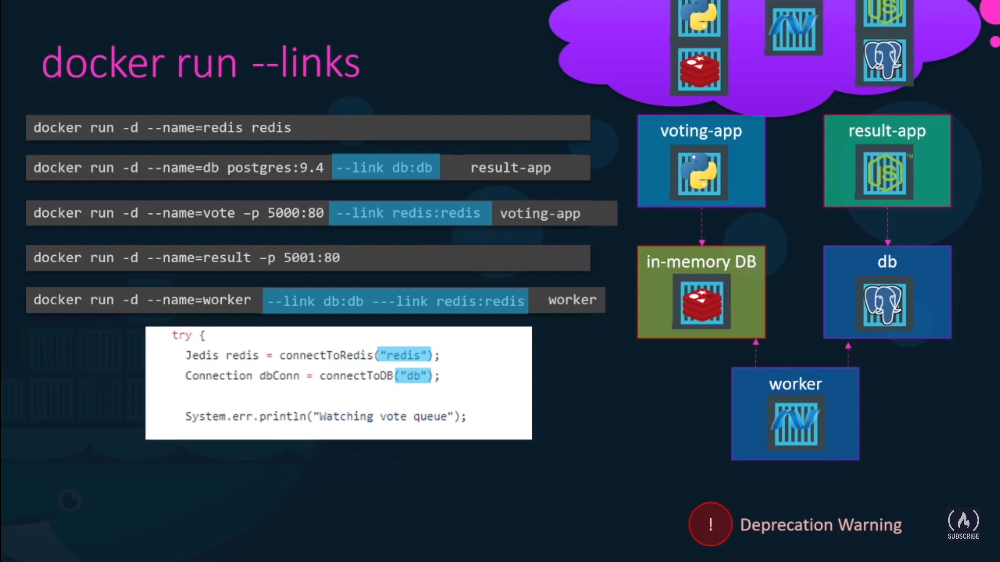 docker run --links
docker run -d --name=redis redis
docker run -d --name=db postgres:9.4 --link db:db result-app
docker run -d --name=vote –p 5000:80 --link redis:redis voting-app
docker run -d --name=result –p 5001:80
docker run -d --name=worker --link db:db ---link redis:redis worker
try {
Jedis redis = connectToRedis("redis");
Connection dbConn = connectToDB("db");
System.err.println("Watching vote queue");
JS
voting-app
result-app
JS
TM
in-memory DB
db
worker
! Deprecation Warning
SUBSCRIBE